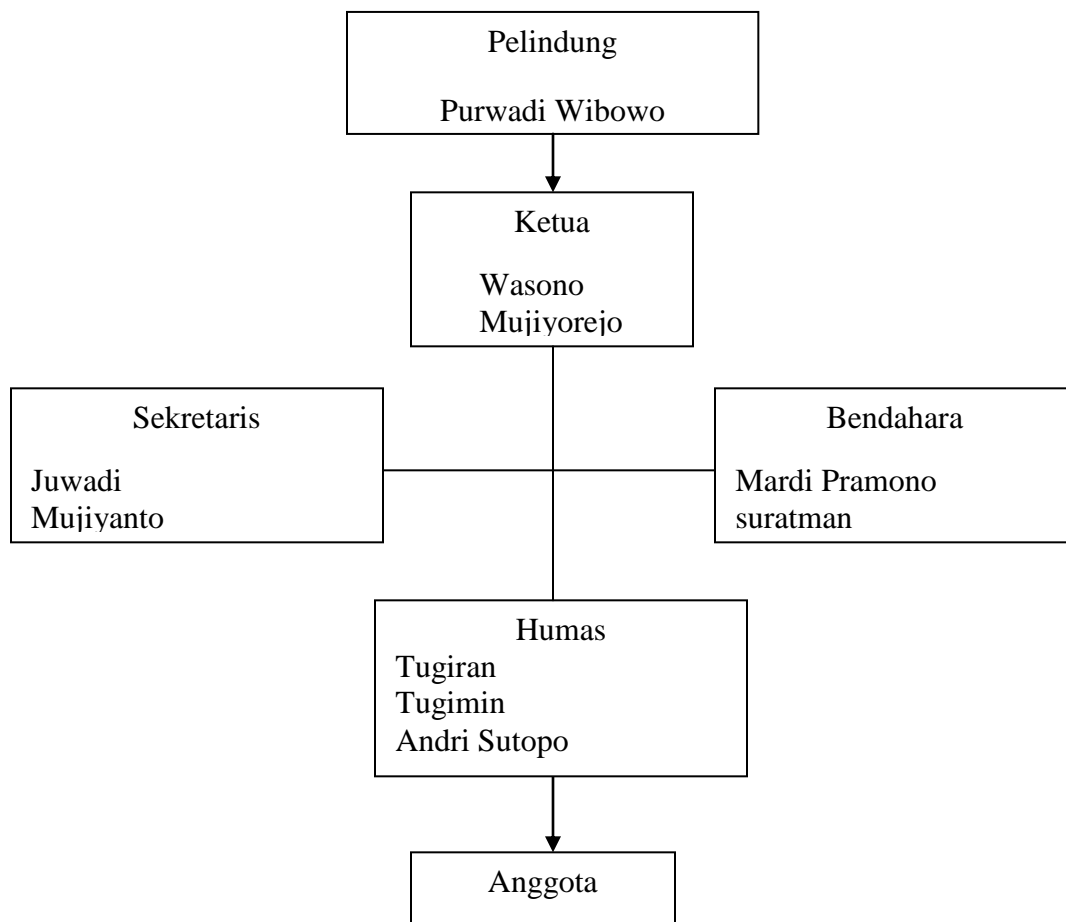 Pelindung
Purwadi Wibowo
Ketua
Wasono
Mujiyorejo
Sekretaris
Juwadi
Mujiyanto
Bendahara
Mardi Pramono
suratman
Humas
Tugiran
Tugimin
Andri Sutopo
Anggota